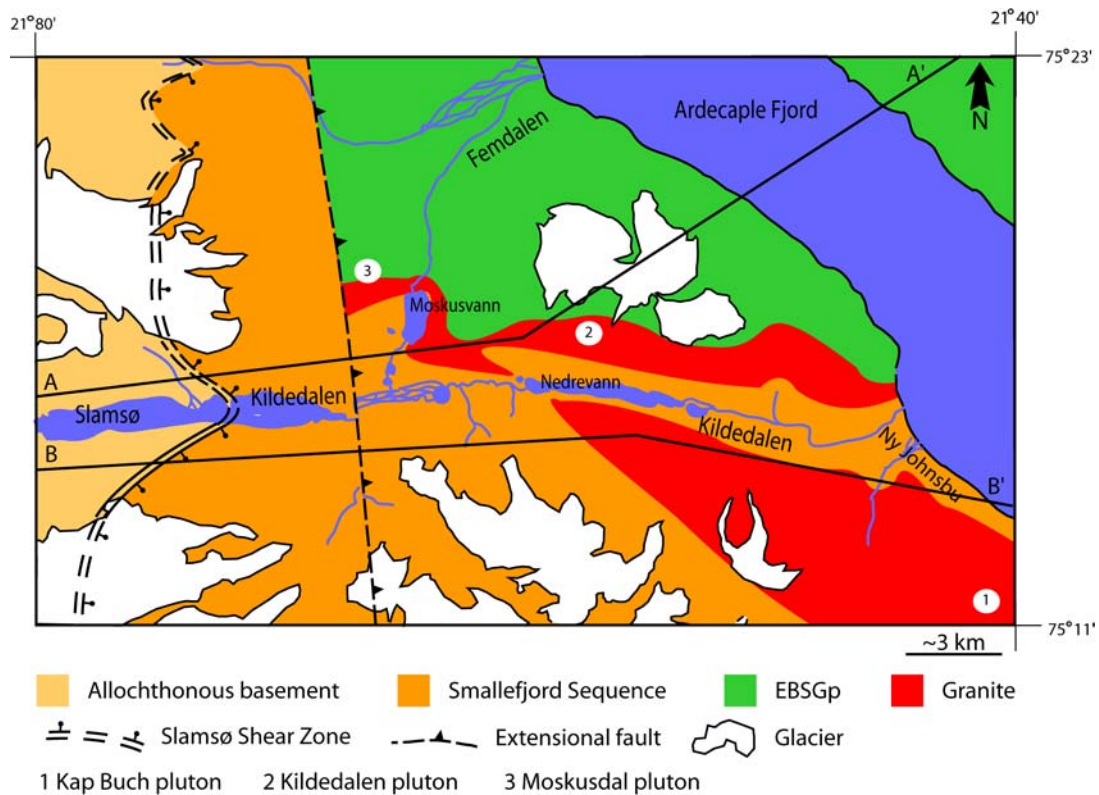 21°80'
21°40'
75°23'
A'
N
Ardecaple Fjord
Femdalen
3
Moskusvann
2
A
Nedrevann
Kildedalen
Slamsø
Kildedalen
B
Ny Johnsbu
B'
1
75°11'
~3 km
Allochthonous basement
Smallefjord Sequence
EBSGp
Granite
Slamsø Shear Zone
Extensional fault
Glacier
1 Kap Buch pluton 2 Kildedalen pluton 3 Moskusdal pluton